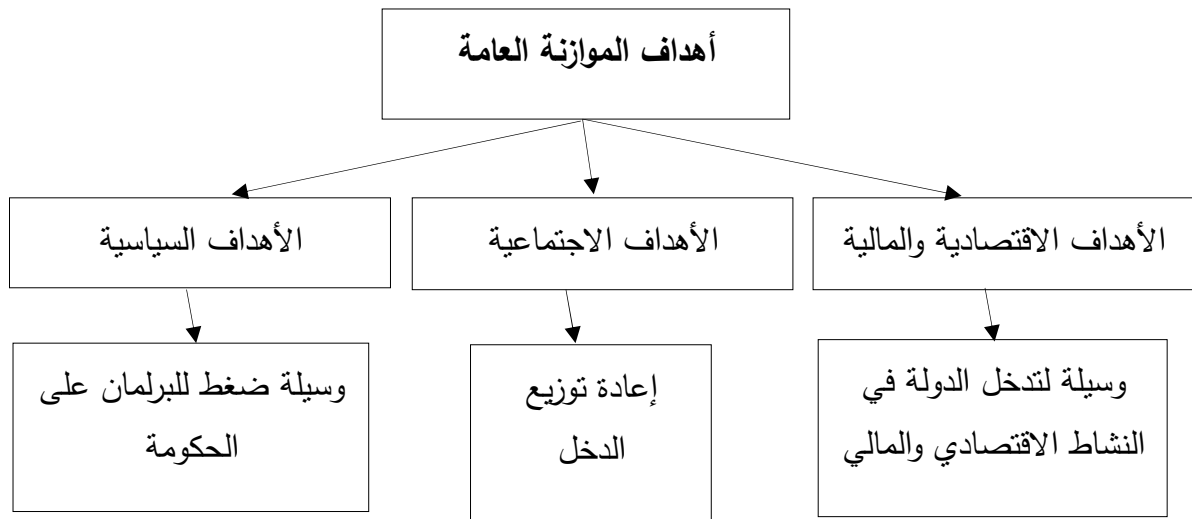 أهداف الموازنة العامة
الأهداف الاقتصادية والمالية
الأهداف الاجتماعية
الأهداف السياسية
وسيلة لتدخل الدولة في
النشاط الاقتصادي والمالي
إعادة توزيع
الدخل
وسيلة ضغط للبرلمان على
الحكومة